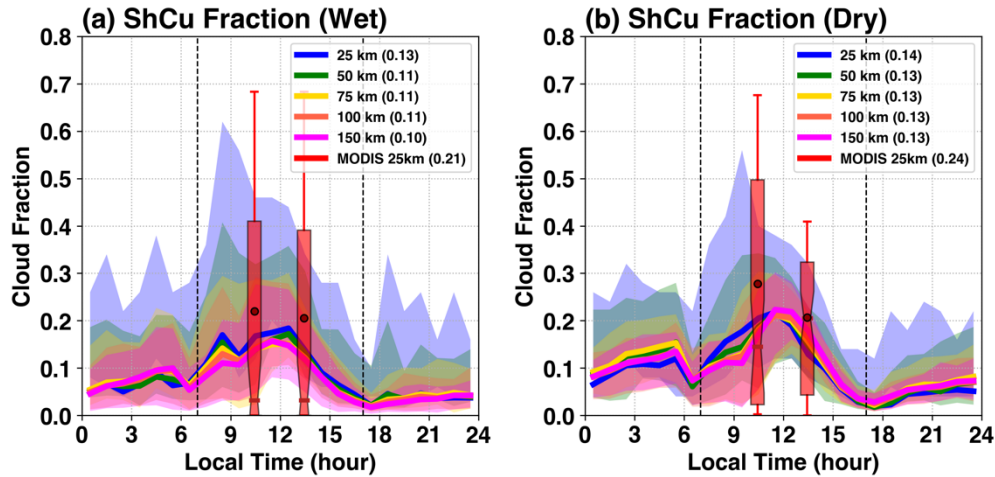 (a) ShCu Fraction (Wet)
0.8
0.7
0.6
0.5
0.4
0.3
0.2
0.1
0.0
Cloud Fraction
25 km (0.13)
50 km (0.11)
75 km (0.11)
100 km (0.11)
150 km (0.10)
MODIS 25km (0.21)
0 3 6 9 12 15 18 21 24
Local Time (hour)
(b) ShCu Fraction (Dry)
0.8
0.7
0.6
0.5
0.4
0.3
0.2
0.1
0.0
Cloud Fraction
25 km (0.14)
50 km (0.13)
75 km (0.13)
100 km (0.13)
150 km (0.13)
MODIS 25km (0.24)
0 3 6 9 12 15 18 21 24
Local Time (hour)